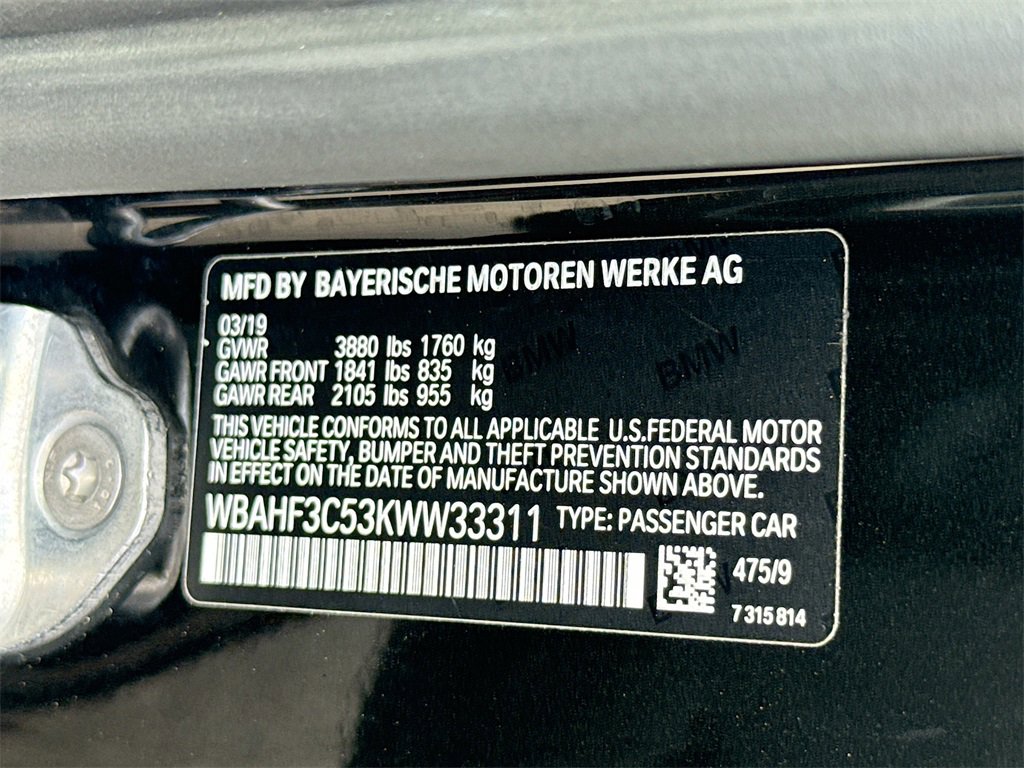 MFD BY BAYERISCHE MOTOREN WERKE AG
03/19
GVWR 3880 lbs 1760 kg
GAWR FRONT 1841 lbs 835 kg
GAWR REAR 2105 lbs 955 kg
THIS VEHICLE CONFORMS TO ALL APPLICABLE U.S.FEDERAL MOTOR
VEHICLE SAFETY, BUMPER AND THEFT PREVENTION STANDARDS
IN EFFECT ON THE DATE OF MANUFACTURE SHOWN ABOVE.
WBAHF3C53KWW33311 TYPE: PASSENGER CAR
475/9
7 315 814
BMW
BMW